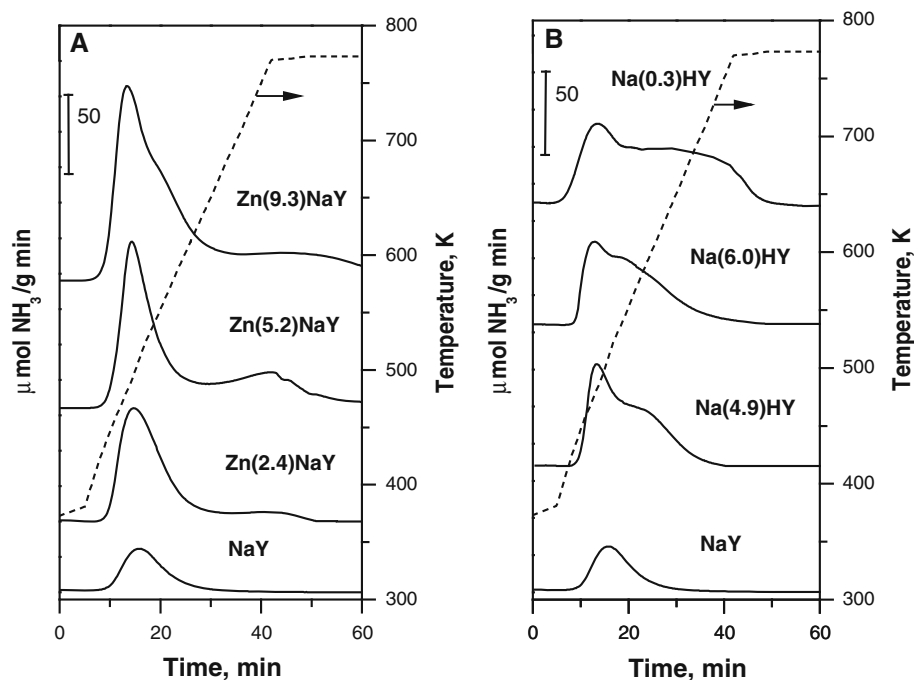 A
50
Zn(9.3)NaY
Zn(5.2)NaY
Zn(2.4)NaY
NaY
μ mol NH3/g min
800
700
600
500
400
300
Temperature, K
0
20
40
60
Time, min
B
50
Na(0.3)HY
Na(6.0)HY
Na(4.9)HY
NaY
μ mol NH3/g min
800
700
600
500
400
300
Temperature, K
0
20
40
60
Time, min